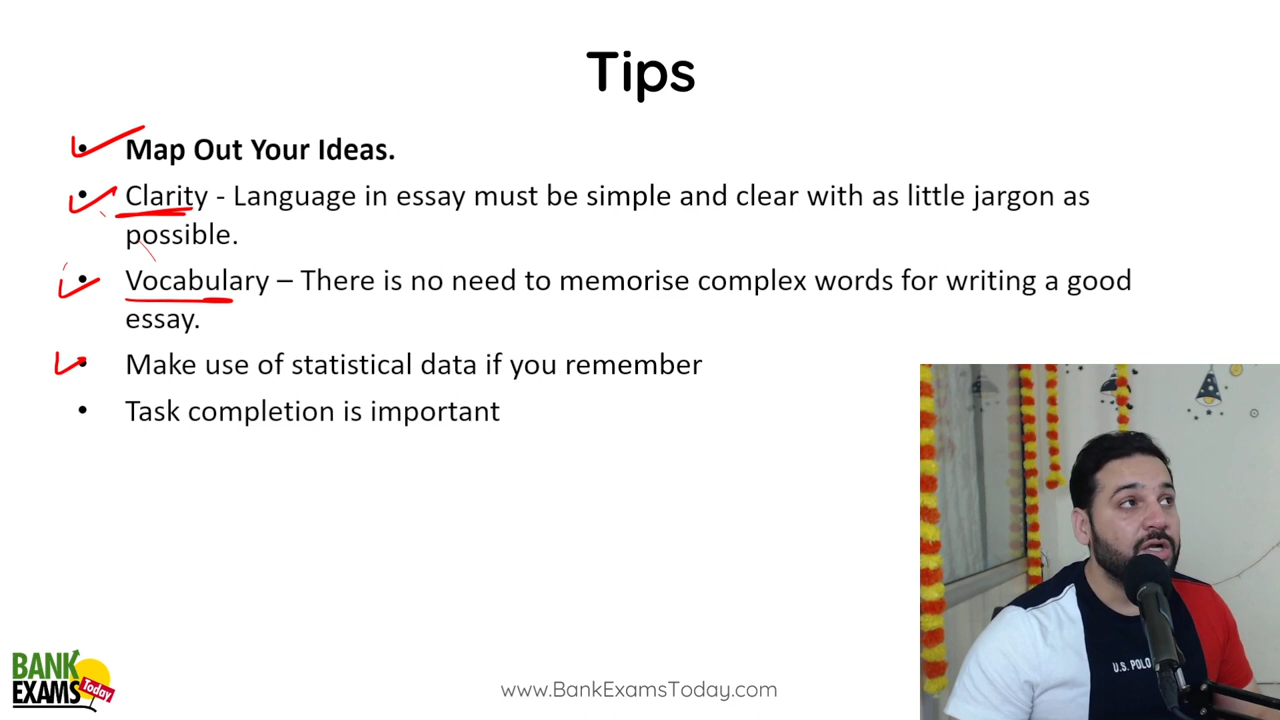 Tips
• Map Out Your Ideas.
• Clarity - Language in essay must be simple and clear with as little jargon as
possible.
• Vocabulary – There is no need to memorise complex words for writing a good
essay.
• Make use of statistical data if you remember
• Task completion is important
U.S. POLO
BANK
EXAMS
Today
www.BankExamsToday.com